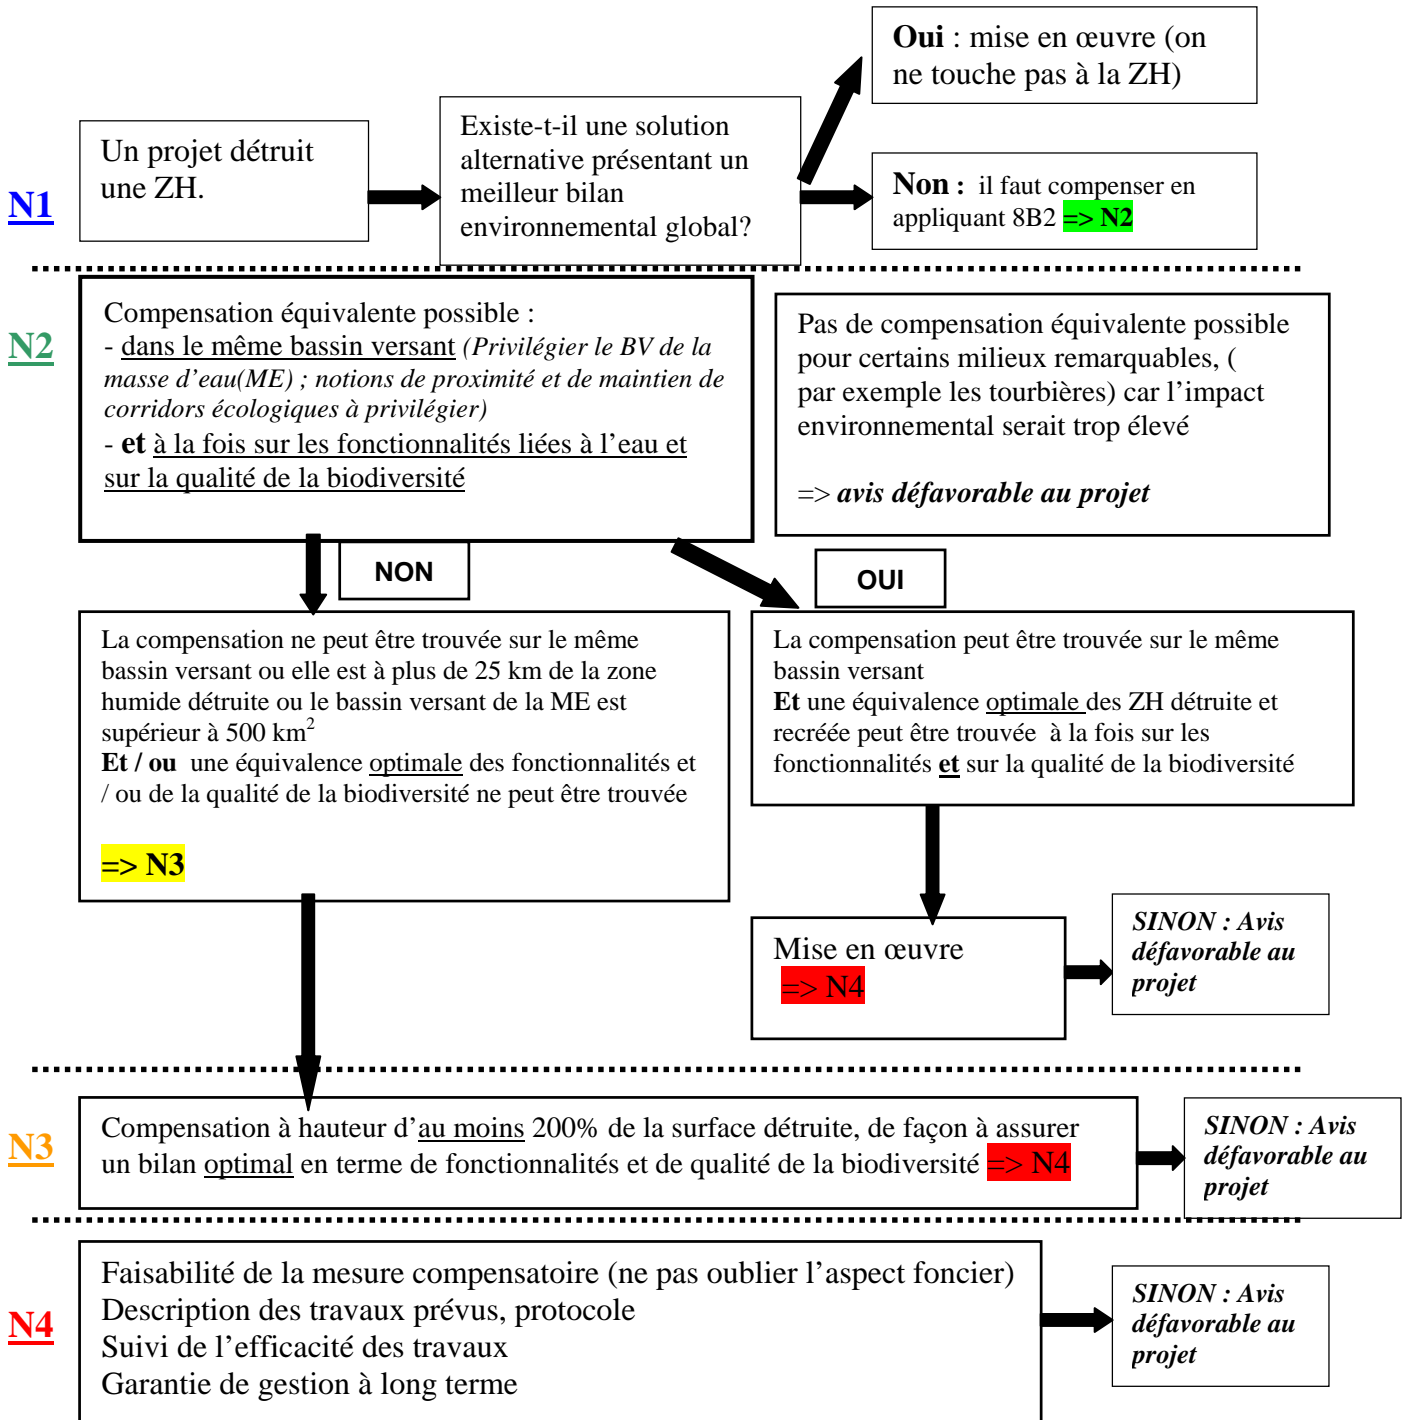 N1
Un projet détruit
une ZH.
Existe-t-il une solution
alternative présentant un
meilleur bilan
environnemental global?
Oui : mise en œuvre (on
ne touche pas à la ZH)
Non : il faut compenser en
appliquant 8B2 => N2
N2
Compensation équivalente possible :
- dans le même bassin versant (Privilégier le BV de la
masse d’eau(ME) ; notions de proximité et de maintien de
corridors écologiques à privilégier)
- et à la fois sur les fonctionnalités liées à l’eau et
sur la qualité de la biodiversité
Pas de compensation équivalente possible
pour certains milieux remarquables, (
par exemple les tourbières) car l’impact
environnemental serait trop élevé
=> avis défavorable au projet
NON
OUI
La compensation ne peut être trouvée sur le même
bassin versant ou elle est à plus de 25 km de la zone
humide détruite ou le bassin versant de la ME est
supérieur à 500 km²
Et / ou une équivalence optimale des fonctionnalités et
/ ou de la qualité de la biodiversité ne peut être trouvée
=> N3
La compensation peut être trouvée sur le même
bassin versant
Et une équivalence optimale des ZH détruite et
recréée peut être trouvée à la fois sur les
fonctionnalités et sur la qualité de la biodiversité
Mise en œuvre
=> N4
SINON : Avis
défavorable au
projet
N3
Compensation à hauteur d’au moins 200% de la surface détruite, de façon à assurer
un bilan optimal en terme de fonctionnalités et de qualité de la biodiversité => N4
SINON : Avis
défavorable au
projet
N4
Faisabilité de la mesure compensatoire (ne pas oublier l’aspect foncier)
Description des travaux prévus, protocole
Suivi de l’efficacité des travaux
Garantie de gestion à long terme
SINON : Avis
défavorable au
projet